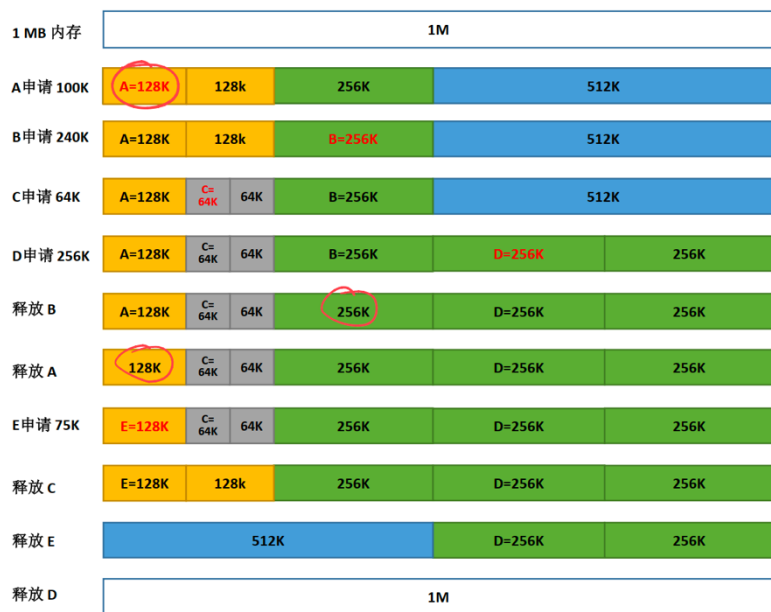 1 MB 内存 1M
A申请 100K A=128K 128k 256K 512K
B申请 240K A=128K 128k B=256K 512K
C申请 64K A=128K C=64K 64K B=256K 512K
D申请 256K A=128K C=64K 64K B=256K D=256K 256K
释放 B A=128K C=64K 64K 256K D=256K 256K
释放 A 128K C=64K 64K 256K D=256K 256K
E申请 75K E=128K C=64K 64K 256K D=256K 256K
释放 C E=128K 128k 256K D=256K 256K
释放 E 512K D=256K 256K
释放 D 1M